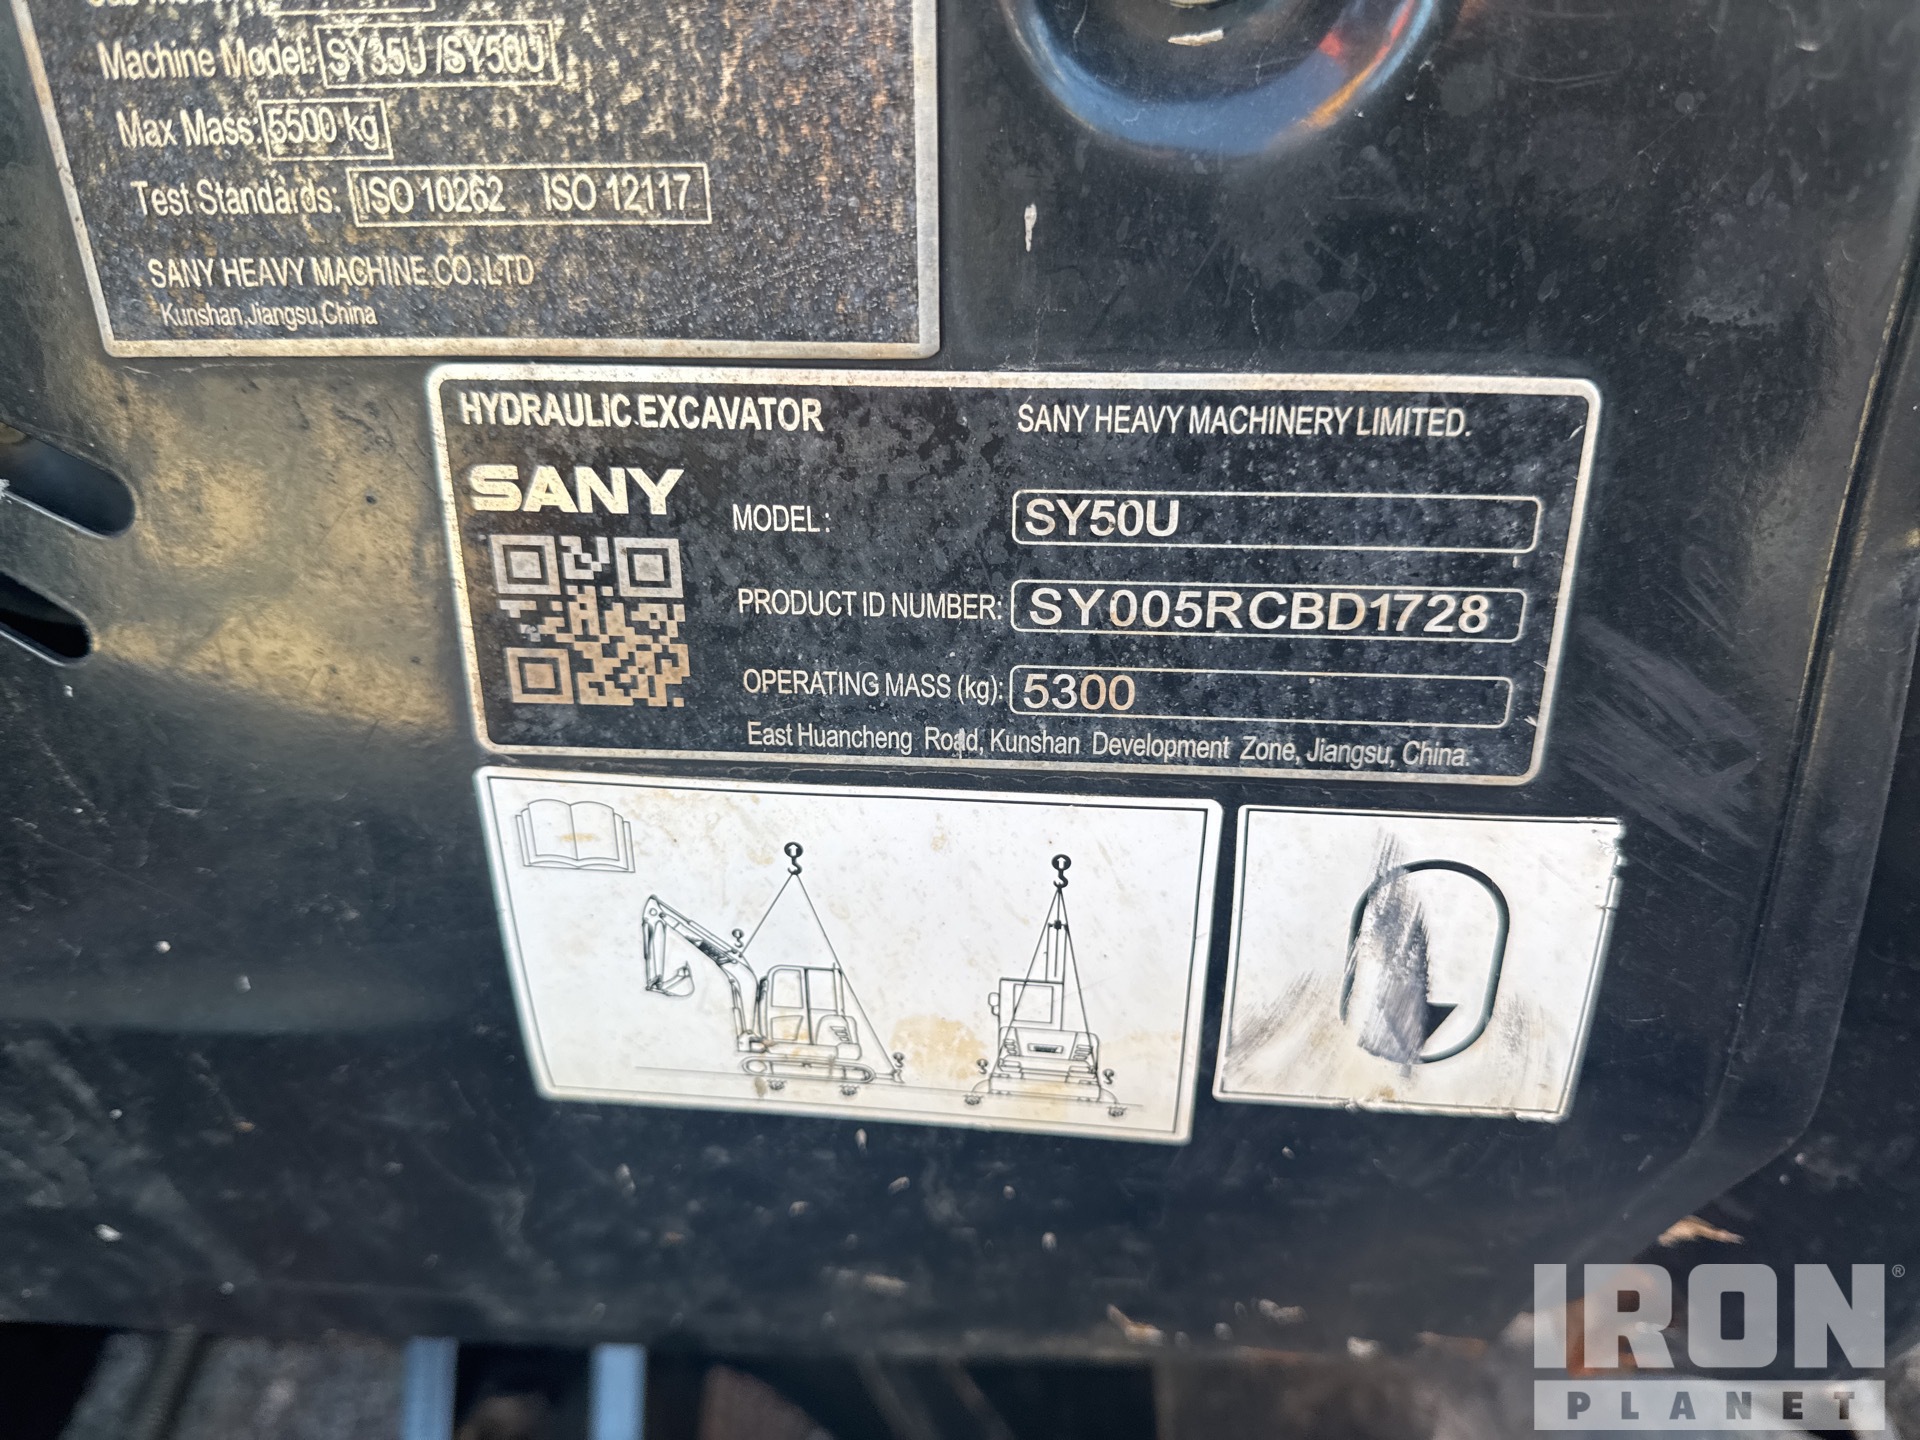 Machine Model: SY35U /SY50U
Max Mass: 5500 kg
Test Standards: ISO 10262 ISO 12117
SANY HEAVY MACHINE CO.,LTD
Kunshan,Jiangsu,China
HYDRAULIC EXCAVATOR SANY HEAVY MACHINERY LIMITED.
SANY
MODEL: SY50U
PRODUCT ID NUMBER: SY005RCBD1728
OPERATING MASS (kg): 5300
East Huancheng Road, Kunshan Development Zone, Jiangsu, China.
IRON ®
PLANET